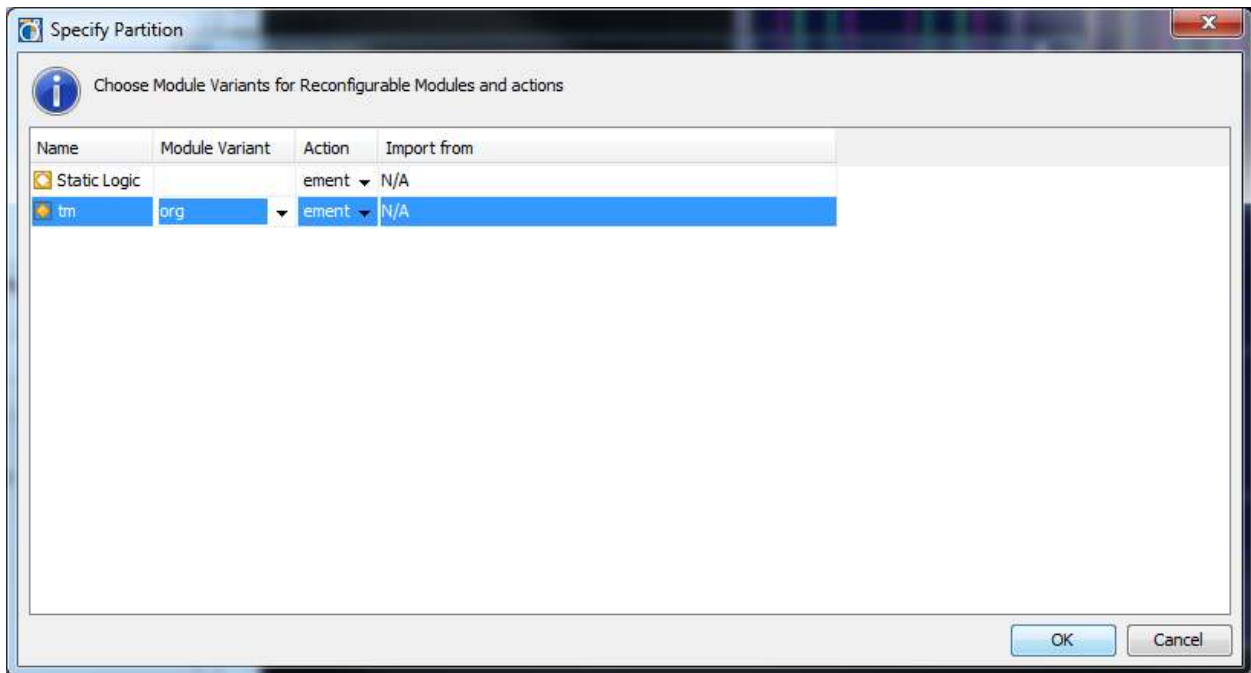 Specify Partition
Choose Module Variants for Reconfigurable Modules and actions
Name Module Variant Action Import from
Static Logic ement N/A
tm org ement N/A
OK Cancel